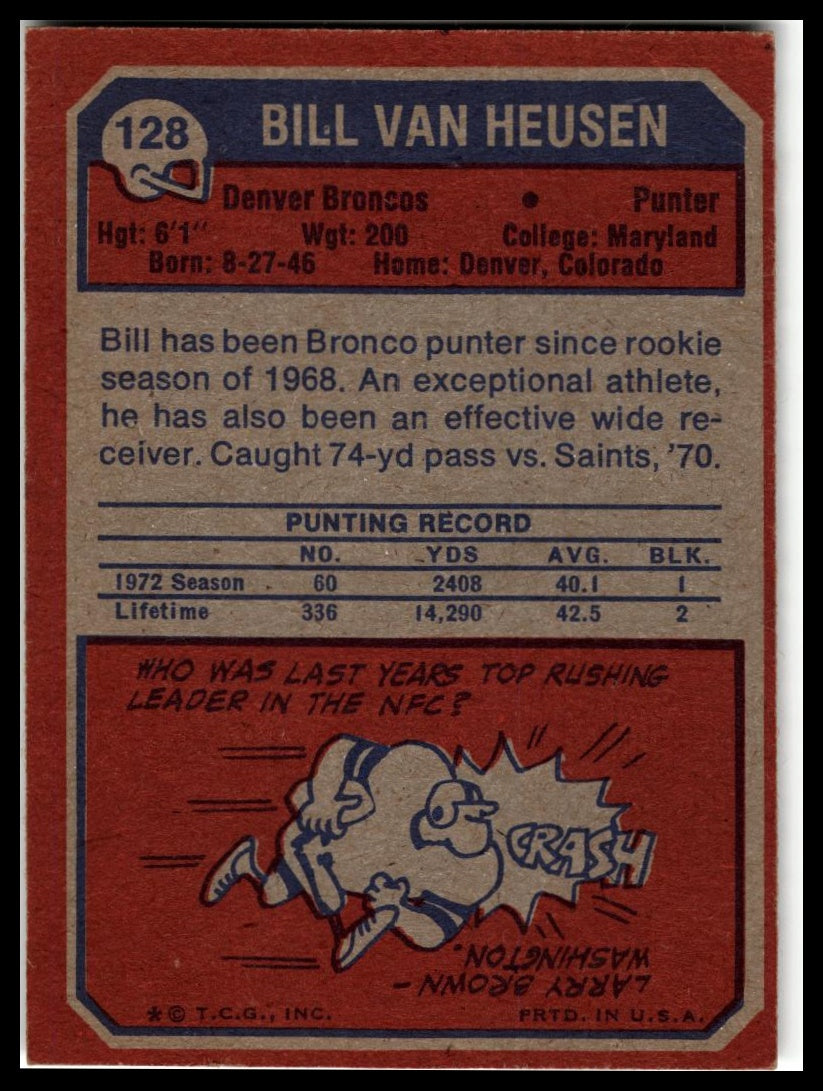 128
BILL VAN HEUSEN
Denver Broncos • Punter
Hgt: 6'1" Wgt: 200 College: Maryland
Born: 8-27-46 Home: Denver, Colorado
Bill has been Bronco punter since rookie
season of 1968. An exceptional athlete,
he has also been an effective wide re-
ceiver. Caught 74-yd pass vs. Saints, '70.
PUNTING RECORD
NO. YDS AVG. BLK.
1972 Season 60 2408 40.1 1
Lifetime 336 14,290 42.5 2
WHO WAS LAST YEARS TOP RUSHING
LEADER IN THE NFC?
CRASH
LARRY BROWN –
WASHINGTON.
*© T.C.G., INC. PRTD. IN U.S.A.